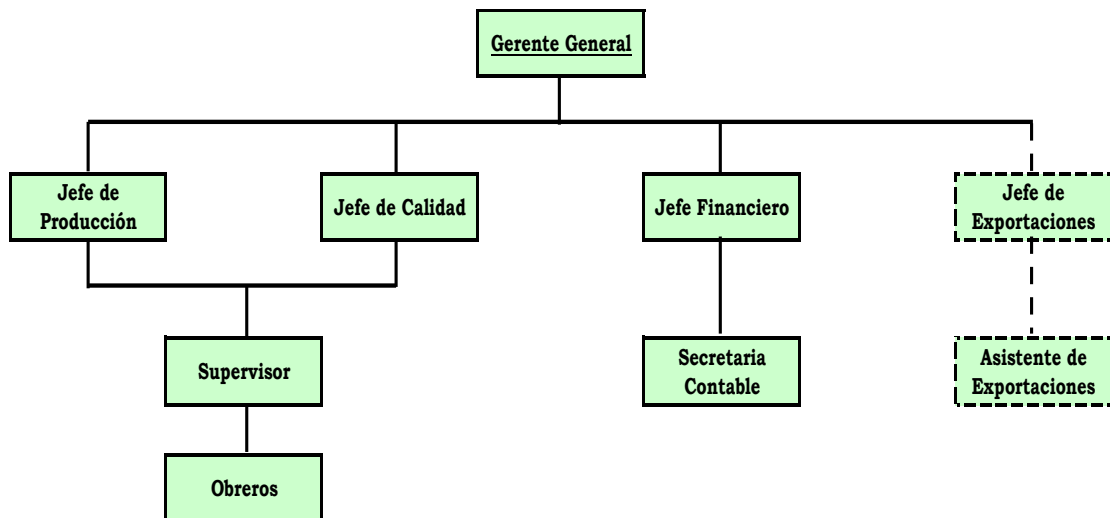 Gerente General
Jefe de
Producción
Jefe de Calidad
Jefe Financiero
Jefe de
Exportaciones
Supervisor
Secretaria
Contable
Asistente de
Exportaciones
Obreros